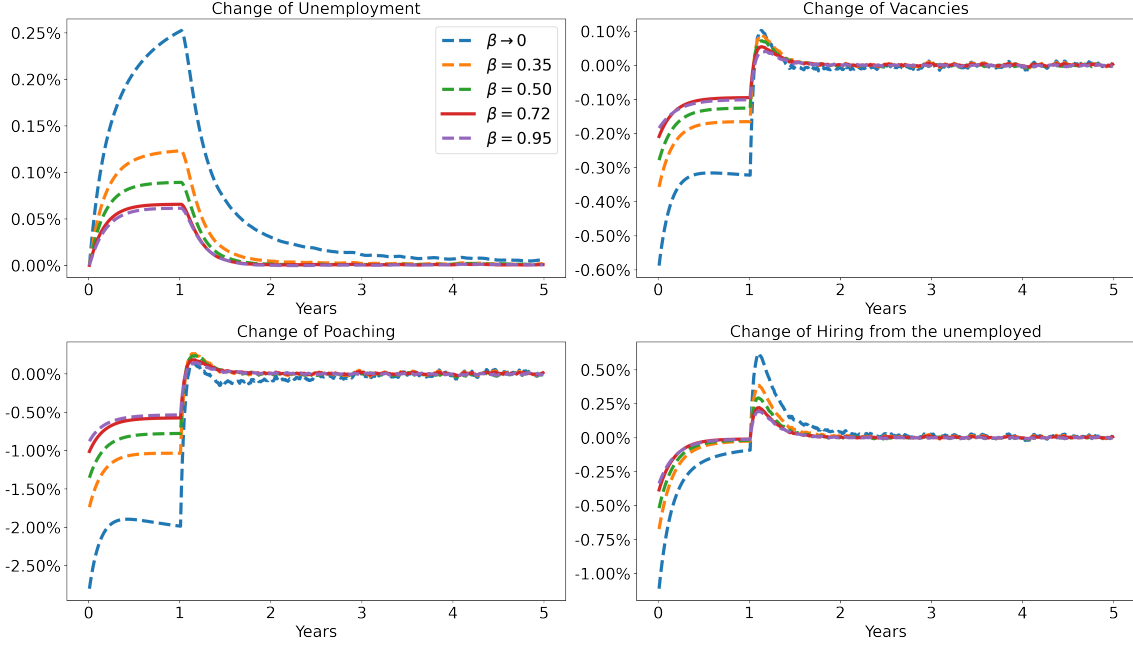 Change of Unemployment
0.25%
0.20%
0.15%
0.10%
0.05%
0.00%
β → 0
β = 0.35
β = 0.50
β = 0.72
β = 0.95
0 1 2 3 4 5
Years
Change of Vacancies
0.10%
0.00%
-0.10%
-0.20%
-0.30%
-0.40%
-0.50%
-0.60%
0 1 2 3 4 5
Years
Change of Poaching
0.00%
-0.50%
-1.00%
-1.50%
-2.00%
-2.50%
0 1 2 3 4 5
Years
Change of Hiring from the unemployed
0.50%
0.25%
0.00%
-0.25%
-0.50%
-0.75%
-1.00%
0 1 2 3 4 5
Years